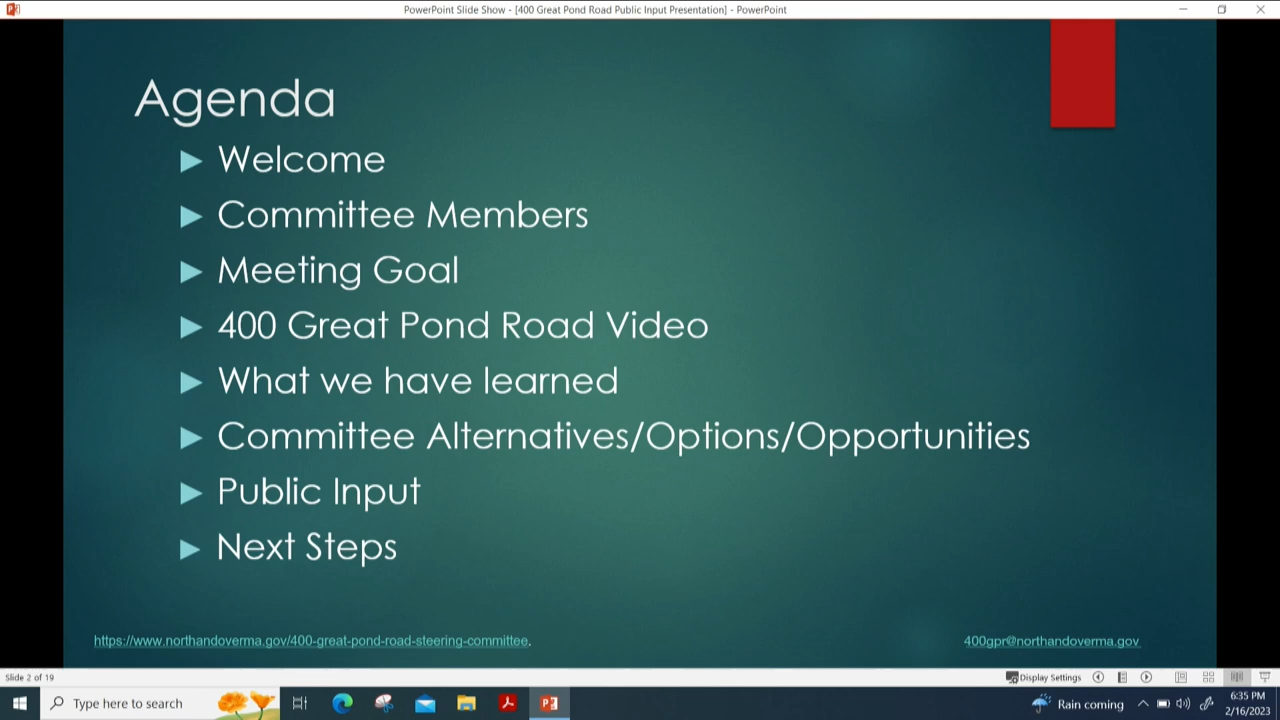 PowerPoint Slide Show - [400 Great Pond Road Public Input Presentation] - PowerPoint
Agenda
Welcome
Committee Members
Meeting Goal
400 Great Pond Road Video
What we have learned
Committee Alternatives/Options/Opportunities
Public Input
Next Steps
https://www.northandoverma.gov/400-great-pond-road-steering-committee.
400gpr@northandoverma.gov
Slide 2 of 19
Display Settings
Type here to search
Rain coming
6:35 PM
2/16/2023